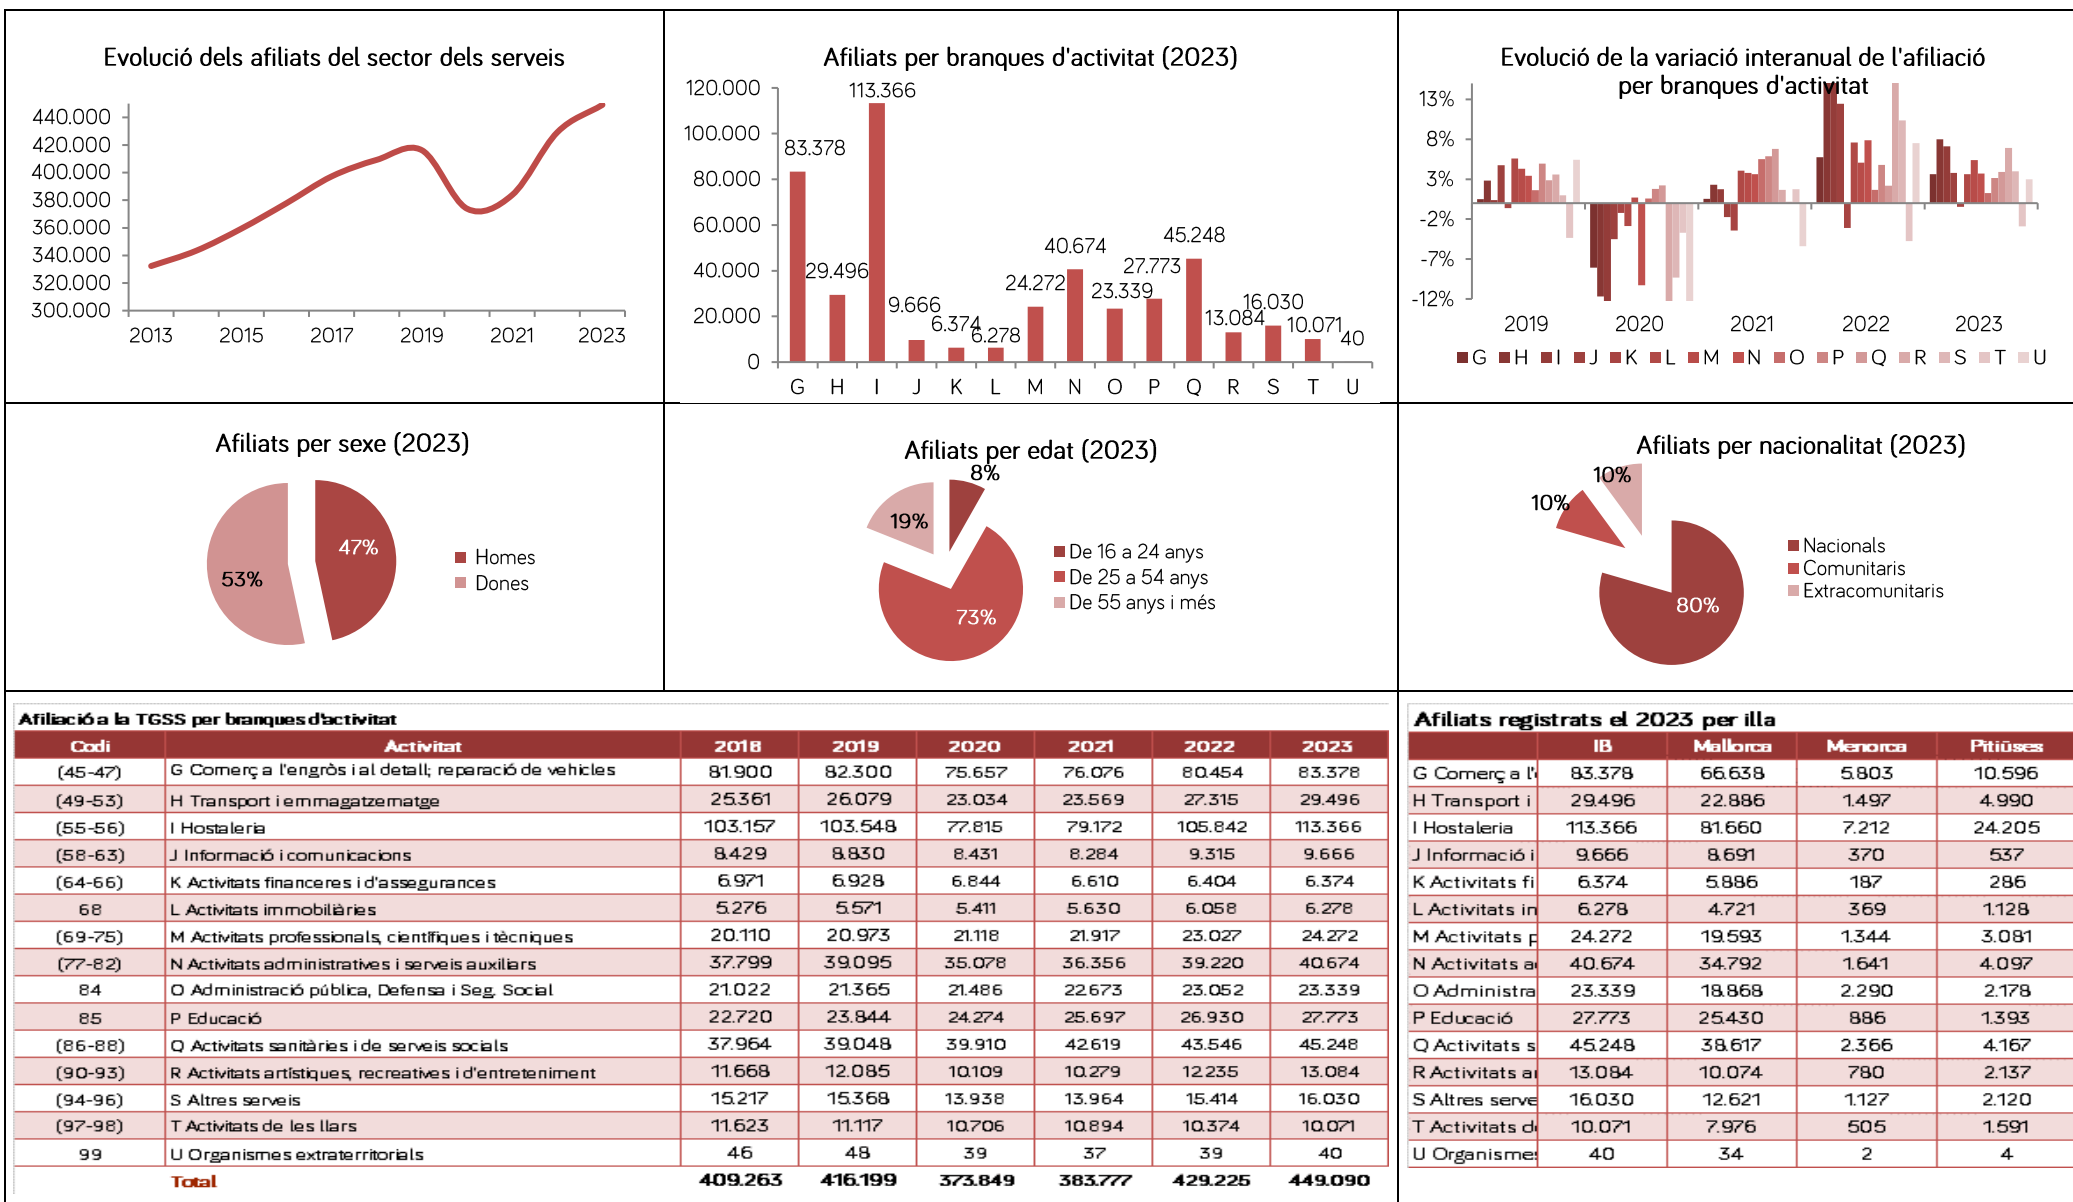 Evolució dels afiliats del sector dels serveis
440.000
420.000
400.000
380.000
360.000
340.000
320.000
300.000
2013 2015 2017 2019 2021 2023
Afiliats per branques d'activitat (2023)
120.000
100.000
80.000
60.000
40.000
20.000
0
83.378
29.496
113.366
9.666
6.374
6.278
24.272
40.674
23.339
27.773
45.248
13.084
16.030
10.071
40
G H I J K L M N O P Q R S T U
Evolució de la variació interanual de l'afiliació
per branques d'activitat
13%
8%
3%
-2%
-7%
-12%
2019 2020 2021 2022 2023
G H I J K L M N O P Q R S T U
Afiliats per sexe (2023)
47%
53%
Homes
Dones
Afiliats per edat (2023)
8%
19%
73%
De 16 a 24 anys
De 25 a 54 anys
De 55 anys i més
Afiliats per nacionalitat (2023)
10%
10%
80%
Nacionals
Comunitaris
Extracomunitaris
Afiliació a la TGSS per branques d'activitat
Codi Activitat 2018 2019 2020 2021 2022 2023
(45-47) G Comerç a l'engròs i al detall; reparació de vehicles 81.900 82.300 75.657 76.076 80.454 83.378
(49-53) H Transport i emmagatzematge 25.361 26.079 23.034 23.569 27.315 29.496
(55-56) I Hostaleria 103.157 103.548 77.815 79.172 105.842 113.366
(58-63) J Informació i comunicacions 8.429 8.830 8.431 8.284 9.315 9.666
(64-66) K Activitats financeres i d'assegurances 6.971 6.928 6.844 6.610 6.404 6.374
68 L Activitats immobiliàries 5.276 5.571 5.411 5.630 6.058 6.278
(69-75) M Activitats professionals, científiques i tècniques 20.110 20.973 21.118 21.917 23.027 24.272
(77-82) N Activitats administratives i serveis auxiliars 37.799 39.095 35.078 36.356 39.220 40.674
84 O Administració pública, Defensa i Seg. Social 21.022 21.365 21.486 22.673 23.052 23.339
85 P Educació 22.720 23.844 24.274 25.697 26.930 27.773
(86-88) Q Activitats sanitàries i de serveis socials 37.964 39.048 39.910 42.619 43.546 45.248
(90-93) R Activitats artístiques, recreatives i d'entreteniment 11.668 12.085 10.109 10.279 12.235 13.084
(94-96) S Altres serveis 15.217 15.368 13.938 13.964 15.414 16.030
(97-98) T Activitats de les llars 11.623 11.117 10.706 10.894 10.374 10.071
99 U Organismes extraterritorials 46 48 39 37 39 40
Total 409.263 416.199 373.849 383.777 429.225 449.090
Afiliats registrats el 2023 per illa
IB Mallorca Menorca Pitiüses
G Comerç a l' 83.378 66.638 5.803 10.596
H Transport i 29.496 22.886 1.497 4.990
I Hostaleria 113.366 81.660 7.212 24.205
J Informació i 9.666 8.691 370 537
K Activitats fi 6.374 5.886 187 286
L Activitats in 6.278 4.721 369 1.128
M Activitats p 24.272 19.593 1.344 3.081
N Activitats a 40.674 34.792 1.641 4.097
O Administra 23.339 18.868 2.290 2.178
P Educació 27.773 25.430 886 1.393
Q Activitats s 45.248 38.617 2.366 4.167
R Activitats a 13.084 10.074 780 2.137
S Altres serve 16.030 12.621 1.127 2.120
T Activitats d 10.071 7.976 505 1.591
U Organisme 40 34 2 4